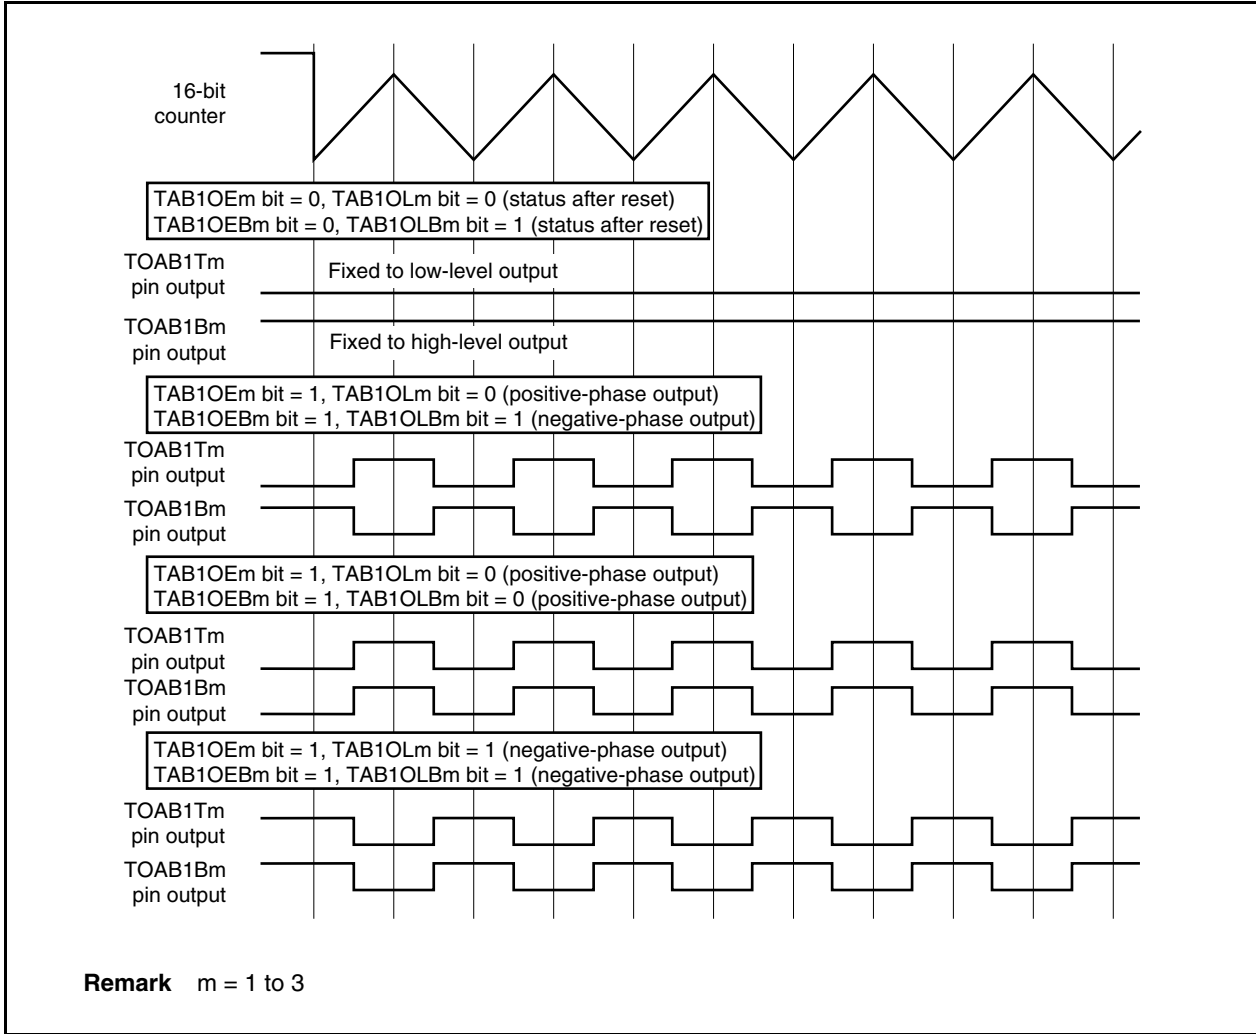 16-bit
counter
TAB1OEm bit = 0, TAB1OLm bit = 0 (status after reset)
TAB1OEBm bit = 0, TAB1OLBm bit = 1 (status after reset)
TOAB1Tm
pin output
Fixed to low-level output
TOAB1Bm
pin output
Fixed to high-level output
TAB1OEm bit = 1, TAB1OLm bit = 0 (positive-phase output)
TAB1OEBm bit = 1, TAB1OLBm bit = 1 (negative-phase output)
TOAB1Tm
pin output
TOAB1Bm
pin output
TAB1OEm bit = 1, TAB1OLm bit = 0 (positive-phase output)
TAB1OEBm bit = 1, TAB1OLBm bit = 0 (positive-phase output)
TOAB1Tm
pin output
TOAB1Bm
pin output
TAB1OEm bit = 1, TAB1OLm bit = 1 (negative-phase output)
TAB1OEBm bit = 1, TAB1OLBm bit = 1 (negative-phase output)
TOAB1Tm
pin output
TOAB1Bm
pin output
Remark m = 1 to 3